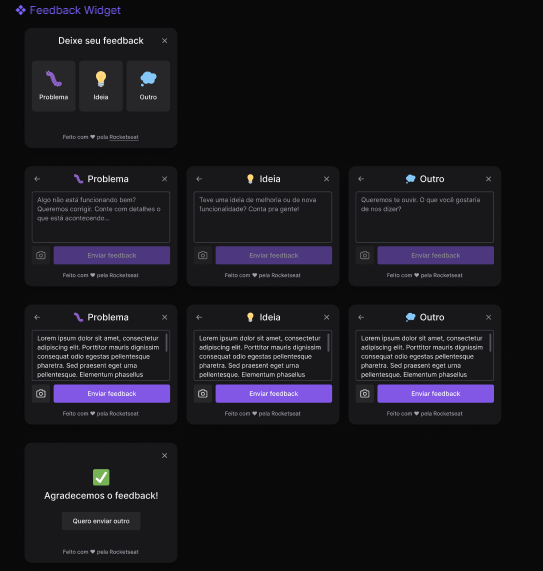 Feedback Widget
Deixe seu feedback
Problema
Ideia
Outro
Feito com ♥ pela Rocketseat
Problema
Algo não está funcionando bem?
Queremos corrigir. Conte com detalhes o
que está acontecendo...
Enviar feedback
Feito com ♥ pela Rocketseat
Ideia
Teve uma ideia de melhoria ou de nova
funcionalidade? Conta pra gente!
Enviar feedback
Feito com ♥ pela Rocketseat
Outro
Queremos te ouvir. O que você gostaria
de nos dizer?
Enviar feedback
Feito com ♥ pela Rocketseat
Problema
Lorem ipsum dolor sit amet, consectetur
adipiscing elit. Porttitor mauris dignissim
consequat odio egestas pellentesque
pharetra. Sed praesent eget urna
pellentesque. Elementum phasellus
Enviar feedback
Feito com ♥ pela Rocketseat
Ideia
Lorem ipsum dolor sit amet, consectetur
adipiscing elit. Porttitor mauris dignissim
consequat odio egestas pellentesque
pharetra. Sed praesent eget urna
pellentesque. Elementum phasellus
Enviar feedback
Feito com ♥ pela Rocketseat
Outro
Lorem ipsum dolor sit amet, consectetur
adipiscing elit. Porttitor mauris dignissim
consequat odio egestas pellentesque
pharetra. Sed praesent eget urna
pellentesque. Elementum phasellus
Enviar feedback
Feito com ♥ pela Rocketseat
Agradecemos o feedback!
Quero enviar outro
Feito com ♥ pela Rocketseat